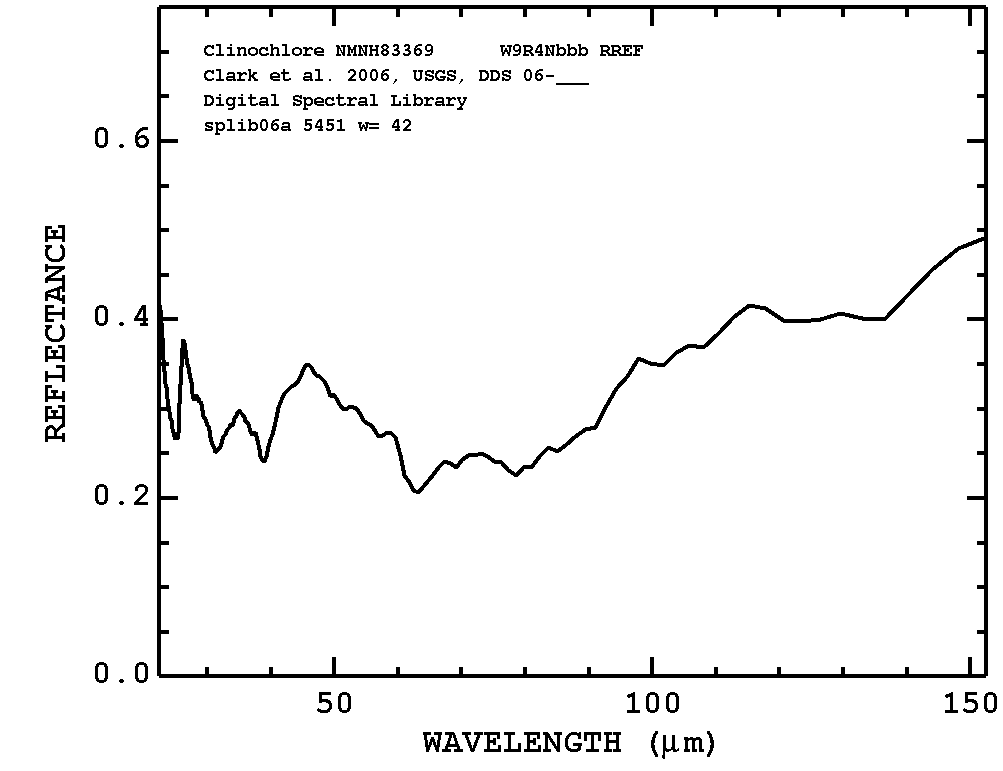 Clinochlore NMNH83369 W9R4Nbbb RREF
Clark et al. 2006, USGS, DDS 06-___
Digital Spectral Library
splib06a 5451 w= 42
REFLECTANCE
0.6
0.4
0.2
0.0
50 100 150
WAVELENGTH (μm)